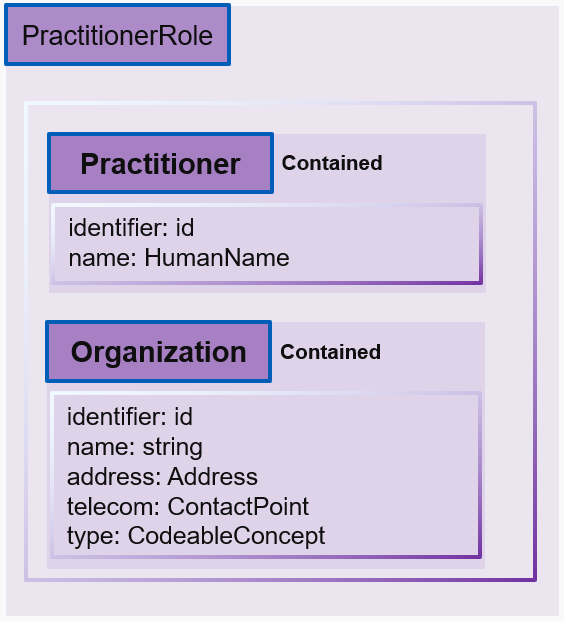 PractitionerRole
Practitioner
Contained
identifier: id
name: HumanName
Organization
Contained
identifier: id
name: string
address: Address
telecom: ContactPoint
type: CodeableConcept